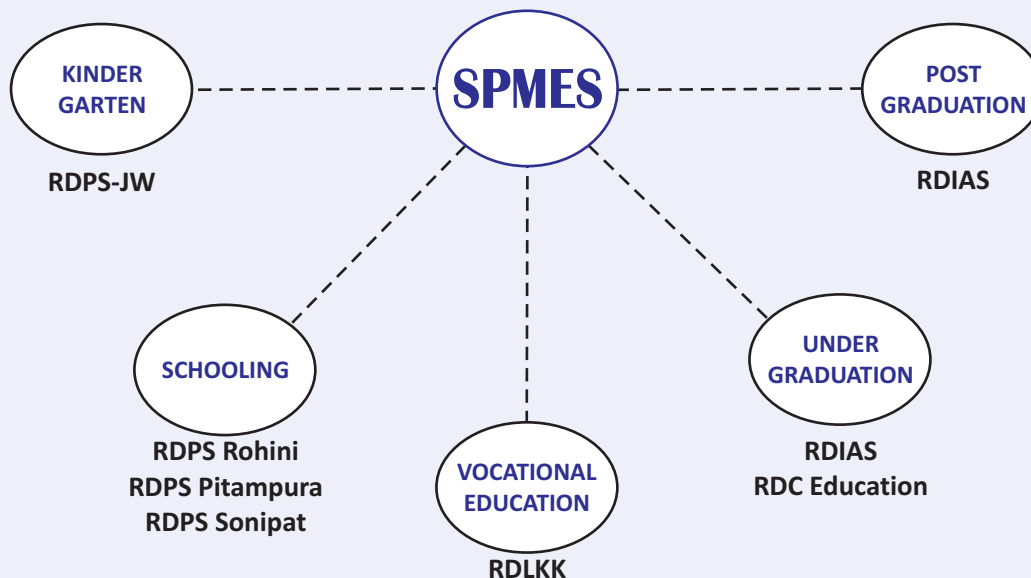 SPMES
KINDER
GARTEN
RDPS-JW
POST
GRADUATION
RDIAS
SCHOOLING
RDPS Rohini
RDPS Pitampura
RDPS Sonipat
VOCATIONAL
EDUCATION
RDLKK
UNDER
GRADUATION
RDIAS
RDC Education